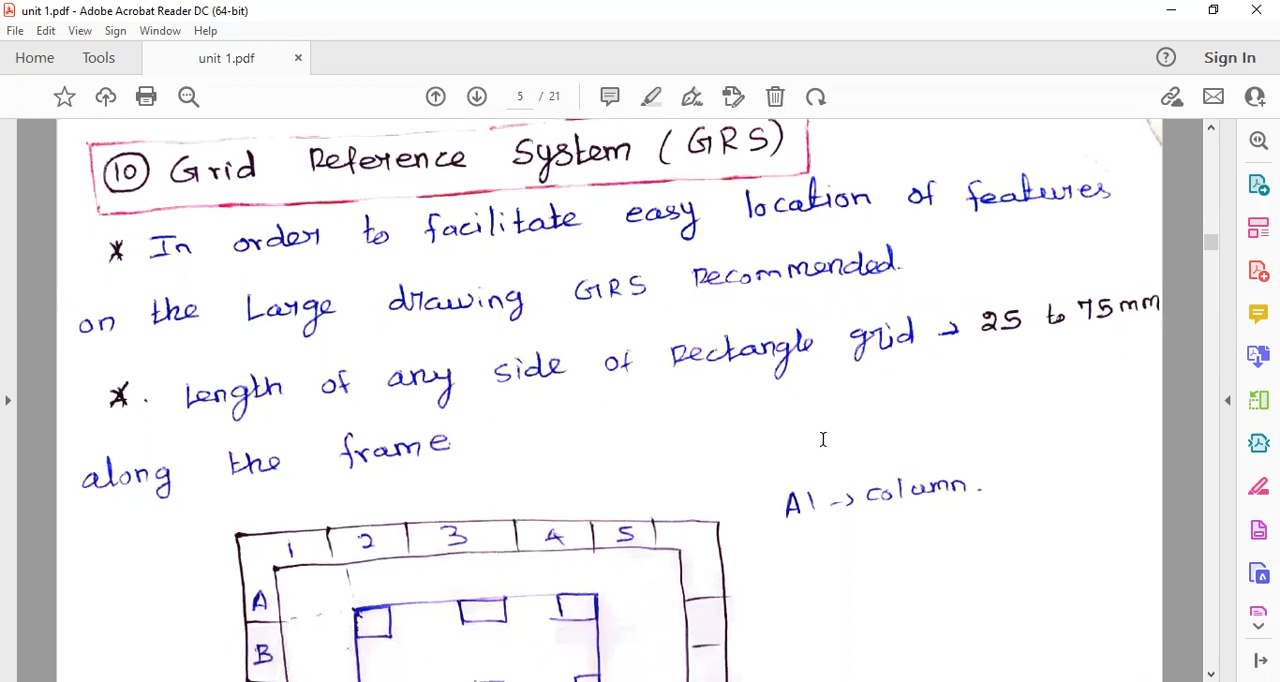 unit 1.pdf - Adobe Acrobat Reader DC (64-bit)
File Edit View Sign Window Help
Home Tools unit 1.pdf × ? Sign In
5 / 21
10 Grid Reference System (GRS)
* In order to facilitate easy location of features
on the Large drawing GRS Recommended.
*. Length of any side of Rectangle grid → 25 to 75mm
along the frame
A1 → column.
1 2 3 4 5
A
B